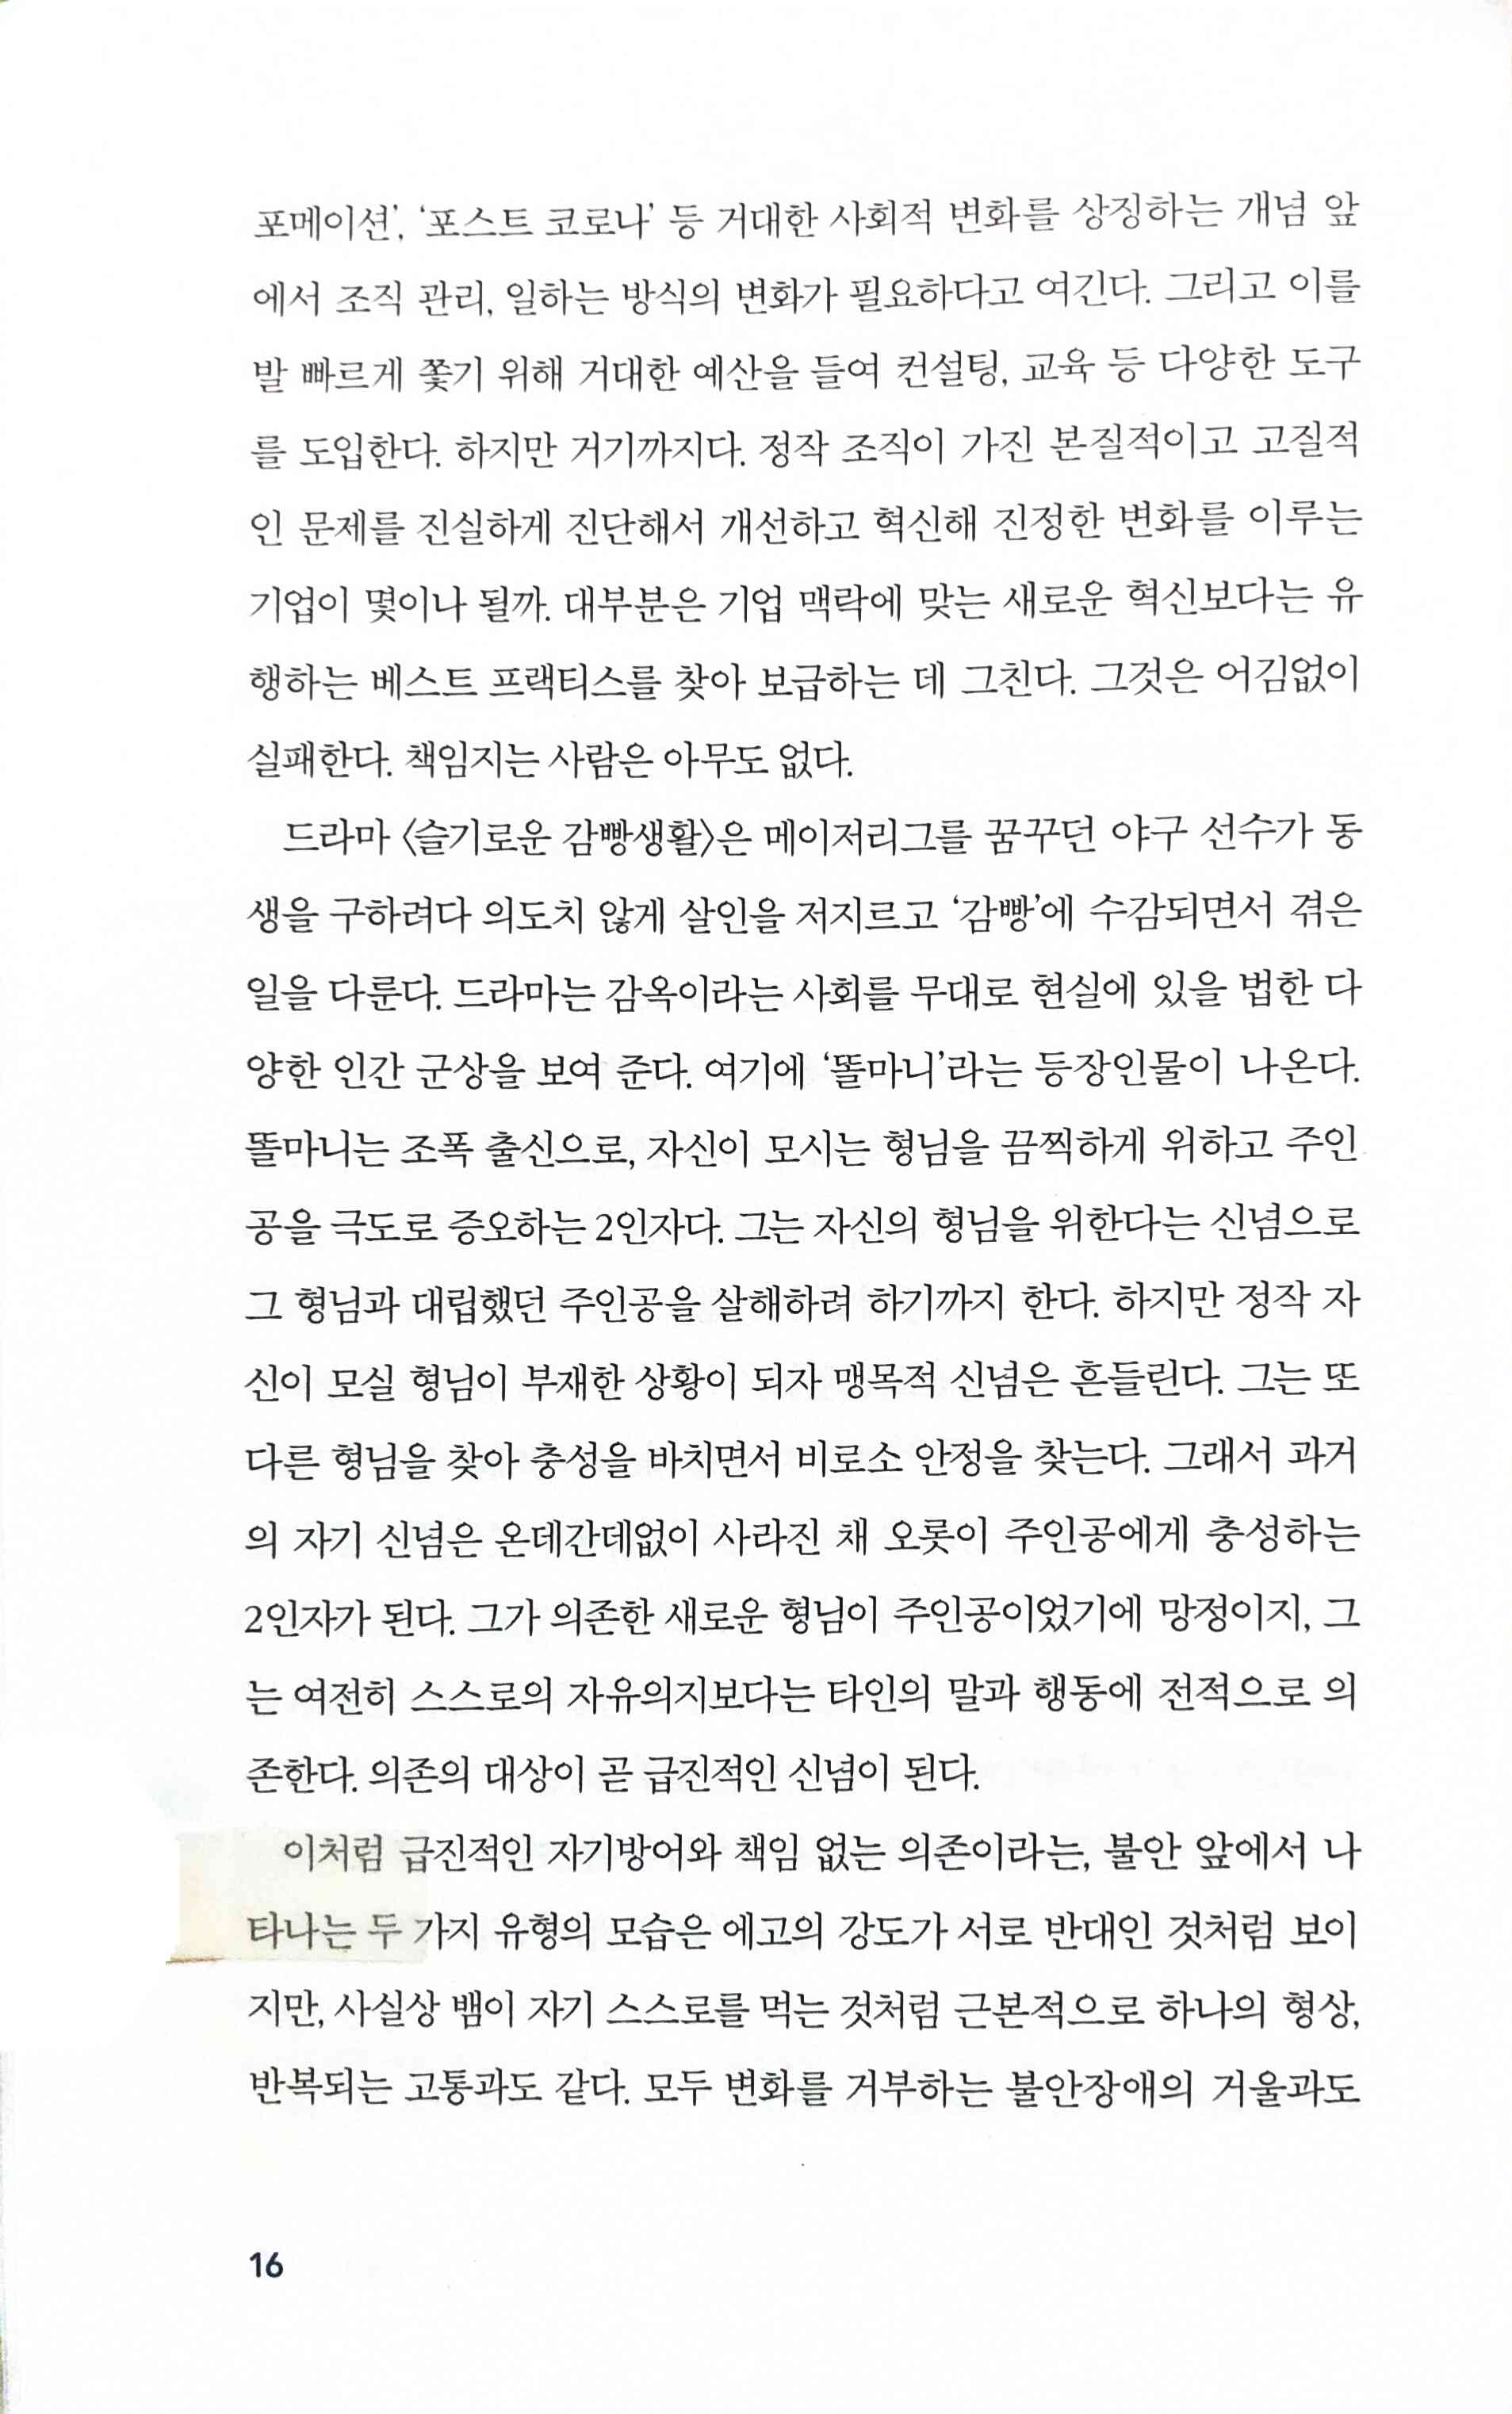 포메이션’, ‘포스트 코로나’ 등 거대한 사회적 변화를 상징하는 개념 앞
에서 조직 관리, 일하는 방식의 변화가 필요하다고 여긴다. 그리고 이를
발 빠르게 쫓기 위해 거대한 예산을 들여 컨설팅, 교육 등 다양한 도구
를 도입한다. 하지만 거기까지다. 정작 조직이 가진 본질적이고 고질적
인 문제를 진실하게 진단해서 개선하고 혁신해 진정한 변화를 이루는
기업이 몇이나 될까. 대부분은 기업 맥락에 맞는 새로운 혁신보다는 유
행하는 베스트 프랙티스를 찾아 보급하는 데 그친다. 그것은 어김없이
실패한다. 책임지는 사람은 아무도 없다.
드라마 〈슬기로운 감빵생활〉은 메이저리그를 꿈꾸던 야구 선수가 동
생을 구하려다 의도치 않게 살인을 저지르고 ‘감빵’에 수감되면서 겪은
일을 다룬다. 드라마는 감옥이라는 사회를 무대로 현실에 있을 법한 다
양한 인간 군상을 보여 준다. 여기에 ‘똘마니’라는 등장인물이 나온다.
똘마니는 조폭 출신으로, 자신이 모시는 형님을 끔찍하게 위하고 주인
공을 극도로 증오하는 2인자다. 그는 자신의 형님을 위한다는 신념으로
그 형님과 대립했던 주인공을 살해하려 하기까지 한다. 하지만 정작 자
신이 모실 형님이 부재한 상황이 되자 맹목적 신념은 흔들린다. 그는 또
다른 형님을 찾아 충성을 바치면서 비로소 안정을 찾는다. 그래서 과거
의 자기 신념은 온데간데없이 사라진 채 오롯이 주인공에게 충성하는
2인자가 된다. 그가 의존한 새로운 형님이 주인공이었기에 망정이지, 그
는 여전히 스스로의 자유의지보다는 타인의 말과 행동에 전적으로 의
존한다. 의존의 대상이 곧 급진적인 신념이 된다.
이처럼 급진적인 자기방어와 책임 없는 의존이라는, 불안 앞에서 나
타나는 두 가지 유형의 모습은 에고의 강도가 서로 반대인 것처럼 보이
지만, 사실상 뱀이 자기 스스로를 먹는 것처럼 근본적으로 하나의 형상,
반복되는 고통과도 같다. 모두 변화를 거부하는 불안장애의 거울과도
16